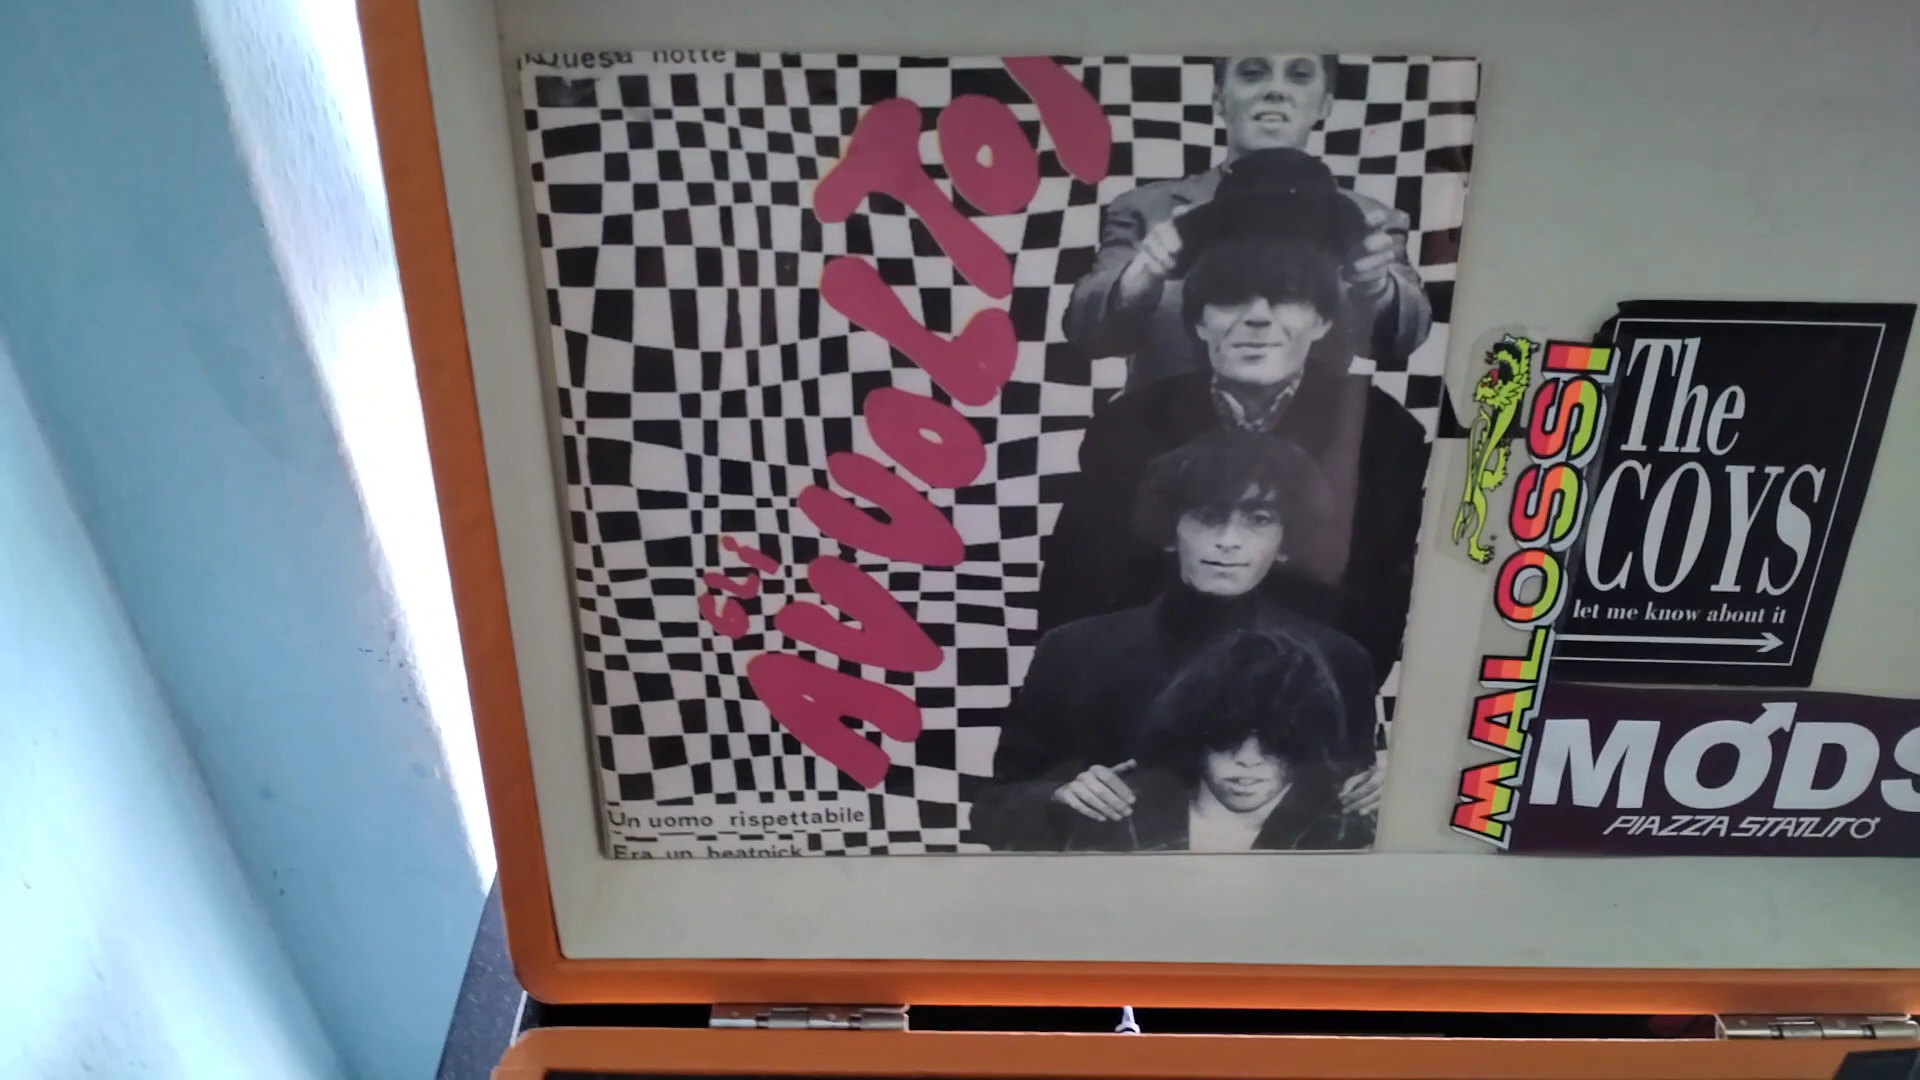 Questa notte
GLI
AVVOLTOI
Un uomo rispettabile
Era un beatnick
MALOSSI
The
COYS
let me know about it
MODS
PIAZZA STATUTO